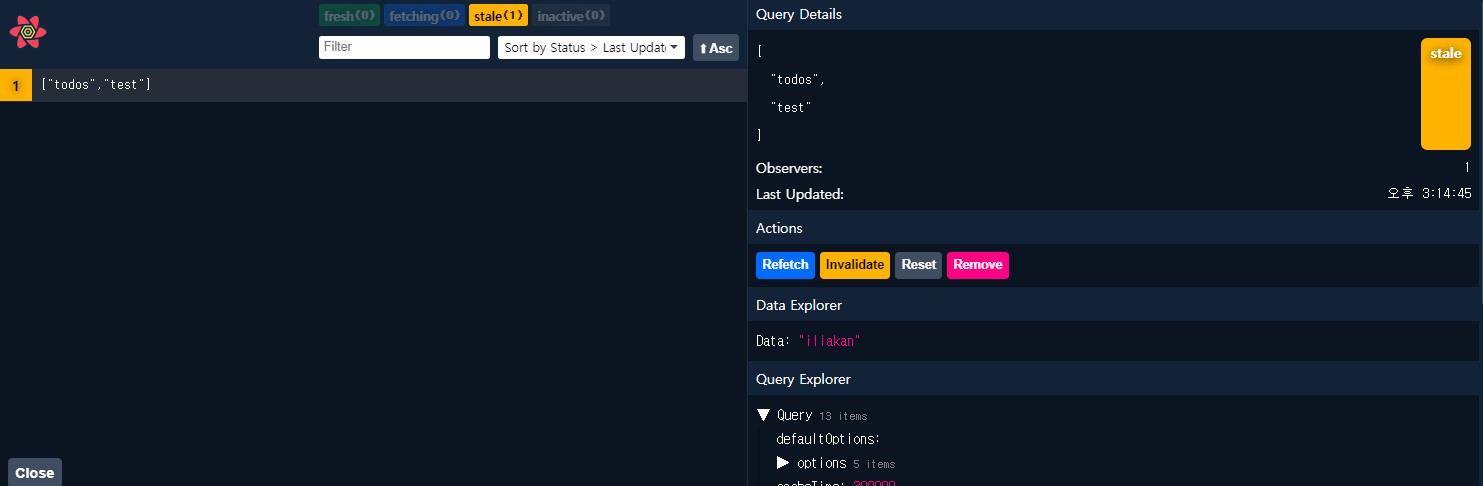 fresh (0) fetching (0) stale (1) inactive (0)
Filter Sort by Status > Last Updat ⬆ Asc
1 ["todos","test"]
Close
Query Details
[
"todos",
"test"
]
stale
Observers: 1
Last Updated: 오후 3:14:45
Actions
Refetch Invalidate Reset Remove
Data Explorer
Data: "iliakan"
Query Explorer
▼ Query 13 items
defaultOptions:
▶ options 5 items
cacheTime: 300000